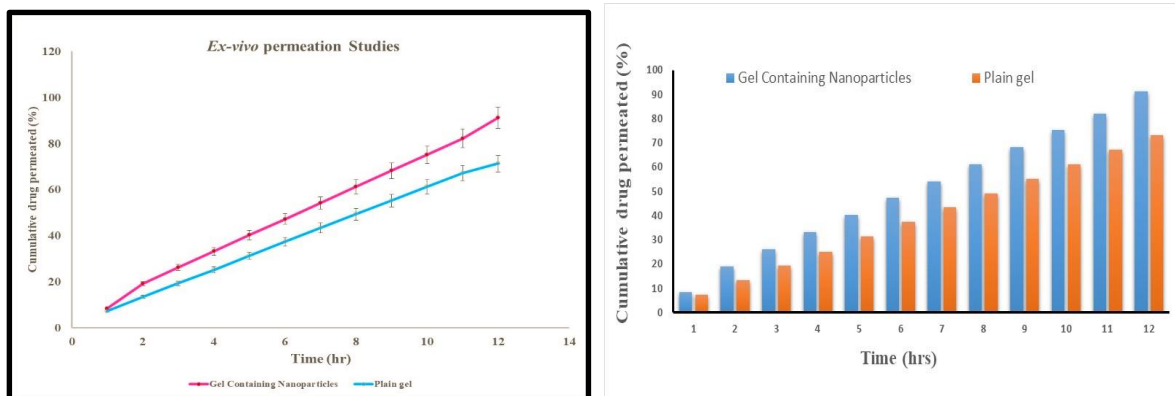 Ex-vivo permeation Studies
120
100
80
60
40
20
0
Cumulative drug permeated (%)
0 2 4 6 8 10 12 14
Time (hr)
Gel Containing Nanoparticles Plain gel
100
90
80
70
60
50
40
30
20
10
0
Cumulative drug permeated (%)
Gel Containing Nanoparticles Plain gel
1 2 3 4 5 6 7 8 9 10 11 12
Time (hrs)